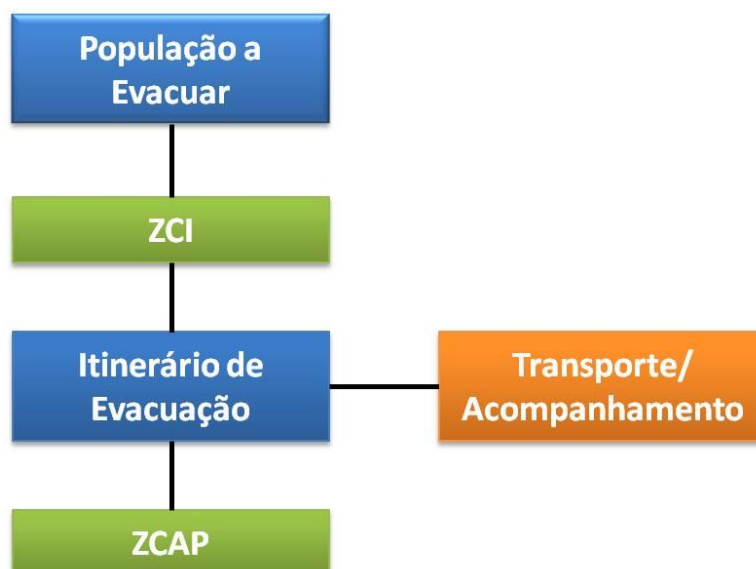 População a
Evacuar
ZCI
Itinerário de
Evacuação
Transporte/
Acompanhamento
ZCAP